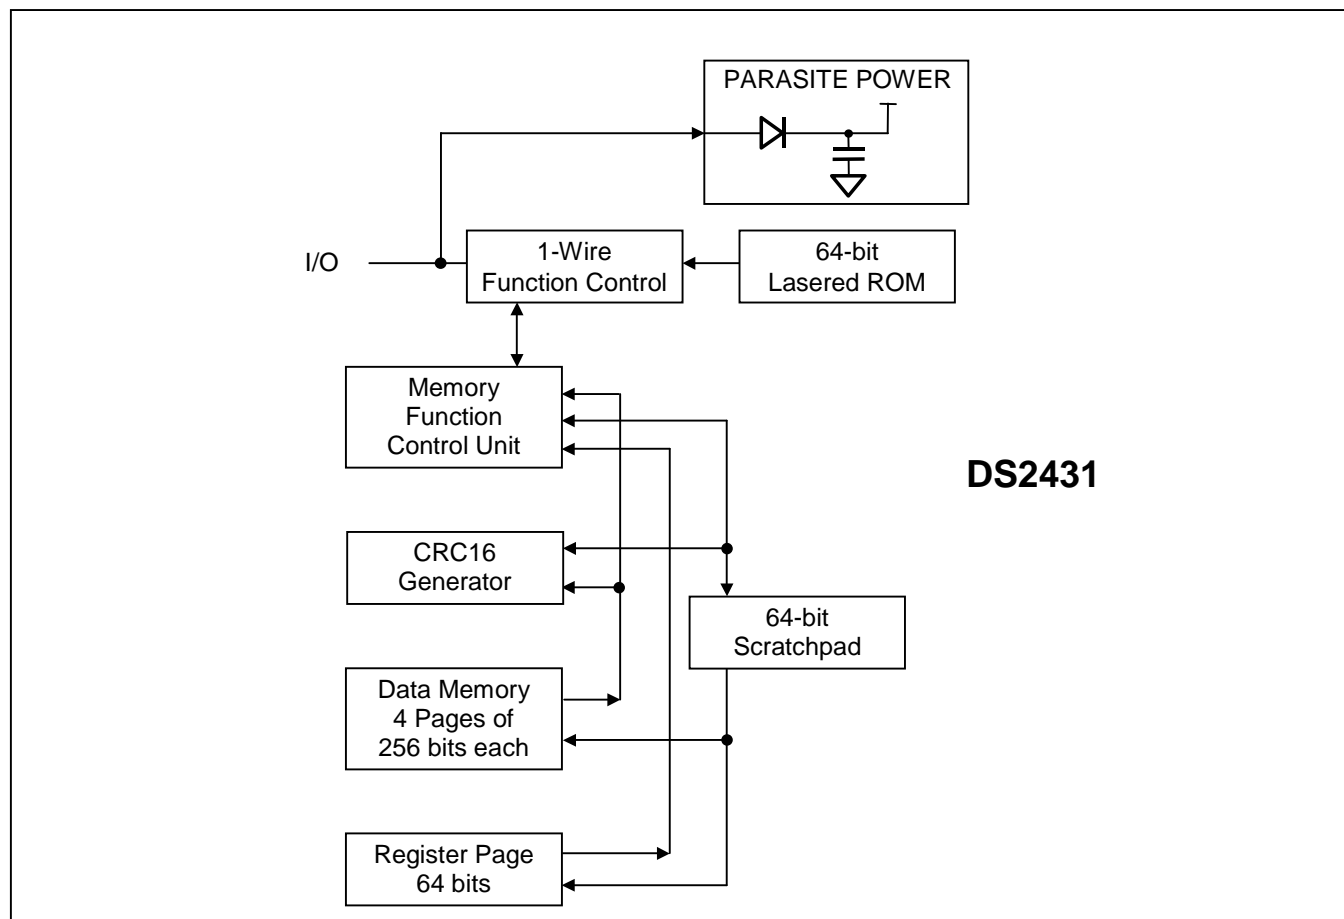 PARASITE POWER
I/O
1-Wire
Function Control
64-bit
Lasered ROM
Memory
Function
Control Unit
DS2431
CRC16
Generator
64-bit
Scratchpad
Data Memory
4 Pages of
256 bits each
Register Page
64 bits